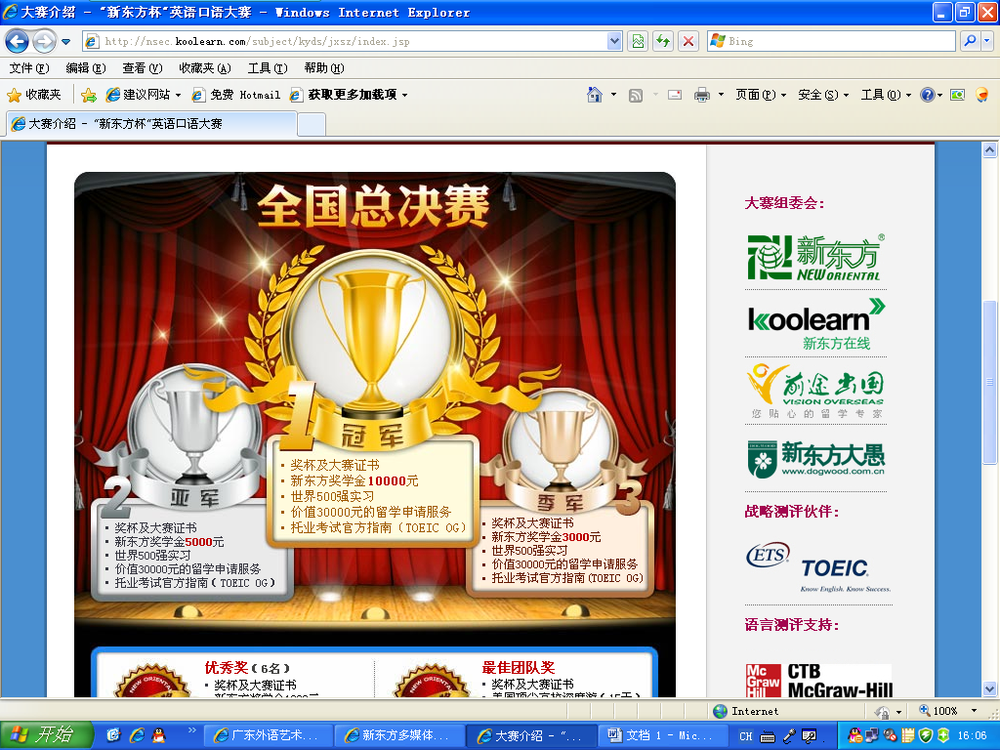 大赛介绍 - "新东方杯"英语口语大赛 - Windows Internet Explorer
http://nsec.koolearn.com/subject/kyds/jxsz/index.jsp
Bing
文件(F) 编辑(E) 查看(V) 收藏夹(A) 工具(T) 帮助(H)
收藏夹 建议网站 免费 Hotmail 获取更多加载项 页面(P) 安全(S) 工具(O)
大赛介绍 - "新东方杯"英语口语大赛
全国总决赛
1
冠军
奖杯及大赛证书
新东方奖学金10000元
世界500强实习
价值30000元的留学申请服务
托业考试官方指南（TOEIC OG）
2
亚军
奖杯及大赛证书
新东方奖学金5000元
世界500强实习
价值30000元的留学申请服务
托业考试官方指南（TOEIC OG）
3
季军
奖杯及大赛证书
新东方奖学金3000元
世界500强实习
价值30000元的留学申请服务
托业考试官方指南(TOEIC OG)
NEW ORIENTAL
优秀奖（6名）
奖杯及大赛证书
NEW ORIENTAL
最佳团队奖
奖杯及大赛证书
大赛组委会:
新东方®
NEW ORIENTAL
koolearn
新东方在线
前途出国
VISION OVERSEAS
您贴心的留学专家
新东方大愚
www.dogwood.com.cn
战略测评伙伴:
ETS® TOEIC.
Know English. Know Success.
语言测评支持:
Mc
Graw
Hill
CTB
McGraw-Hill
Internet 100%
开始 广东外语艺术... 新东方多媒体... 大赛介绍 - "... 文档 1 - Mic... CH 16:06